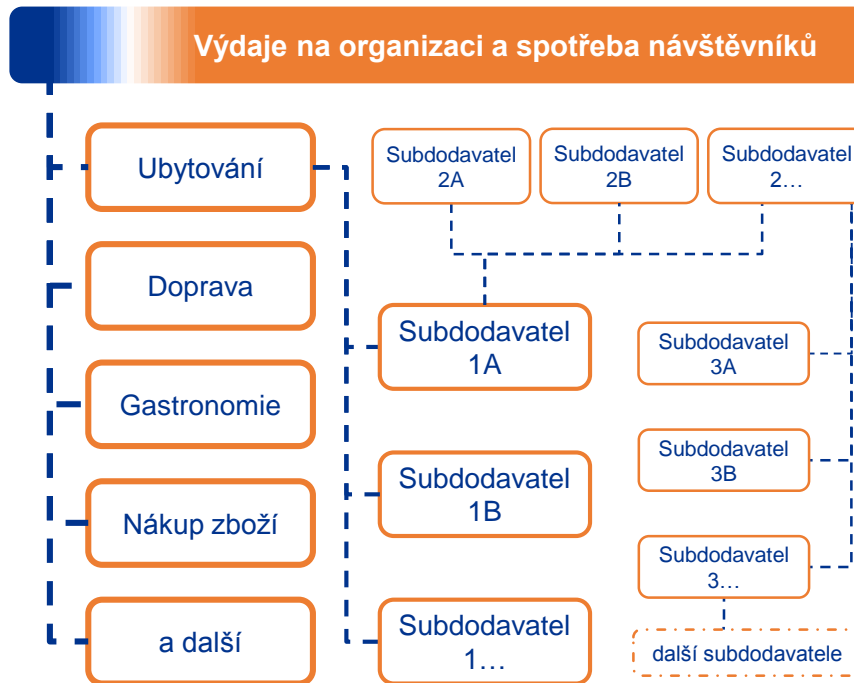 Výdaje na organizaci a spotřeba návštěvníků
Ubytování
Doprava
Gastronomie
Nákup zboží
a další
Subdodavatel
2A
Subdodavatel
2B
Subdodavatel
2…
Subdodavatel
1A
Subdodavatel
1B
Subdodavatel
1…
Subdodavatel
3A
Subdodavatel
3B
Subdodavatel
3…
další subdodavatele